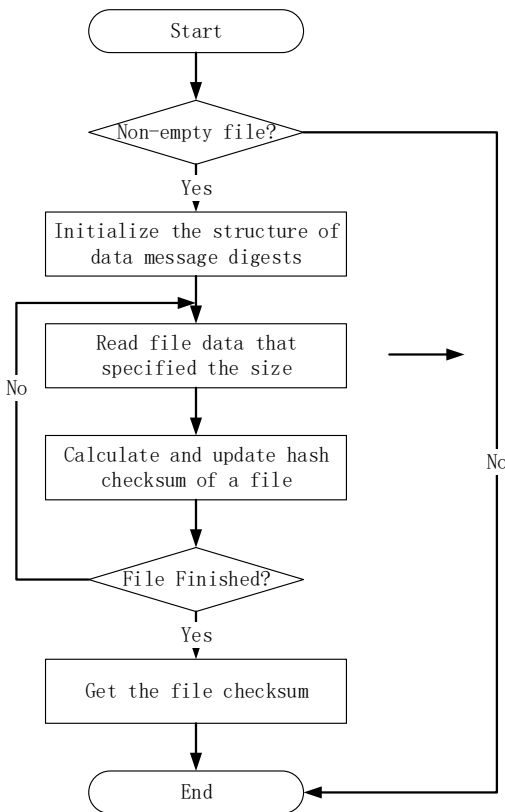 Start
Non-empty file?
Yes
Initialize the structure of
data message digests
Read file data that
specified the size
No
Calculate and update hash
checksum of a file
No
File Finished?
Yes
Get the file checksum
End